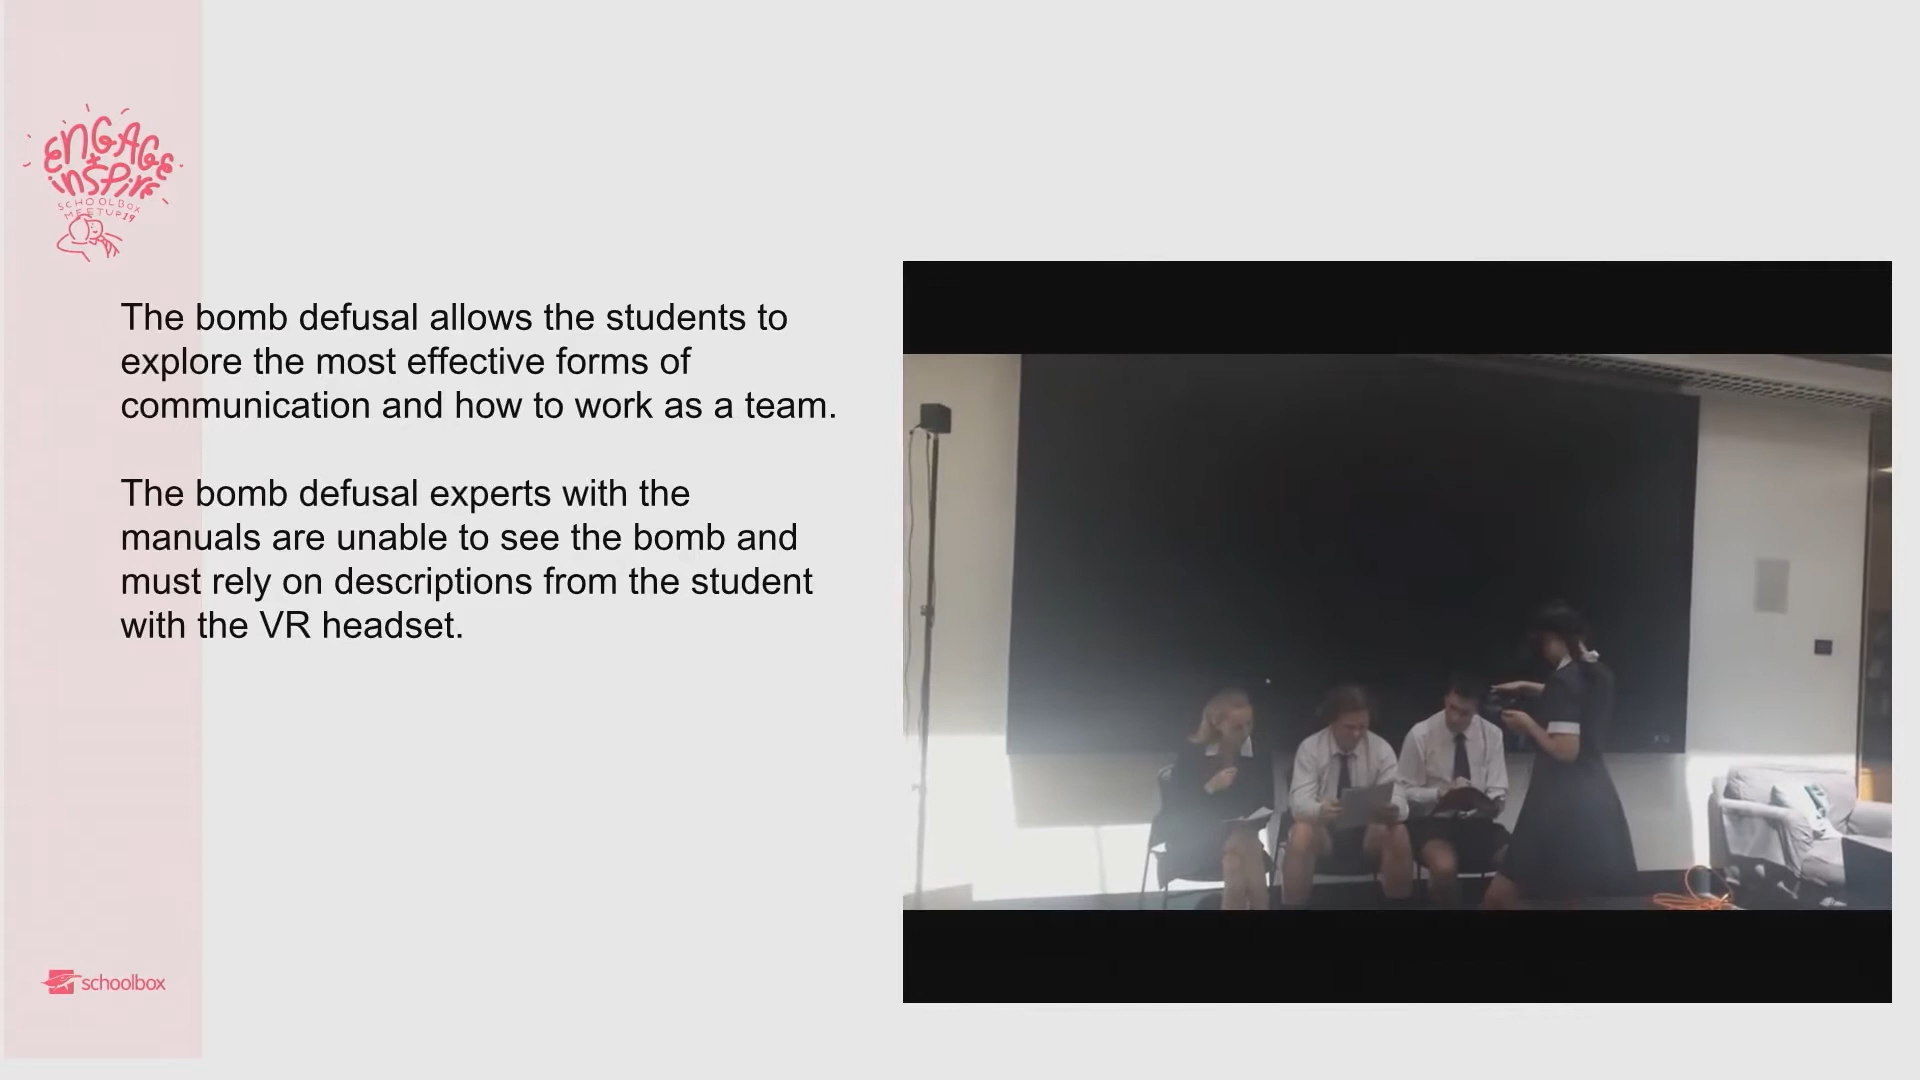 ENGAGE
+
inSPirE
SCHOOLBOX
MEETUP19
The bomb defusal allows the students to
explore the most effective forms of
communication and how to work as a team.
The bomb defusal experts with the
manuals are unable to see the bomb and
must rely on descriptions from the student
with the VR headset.
schoolbox